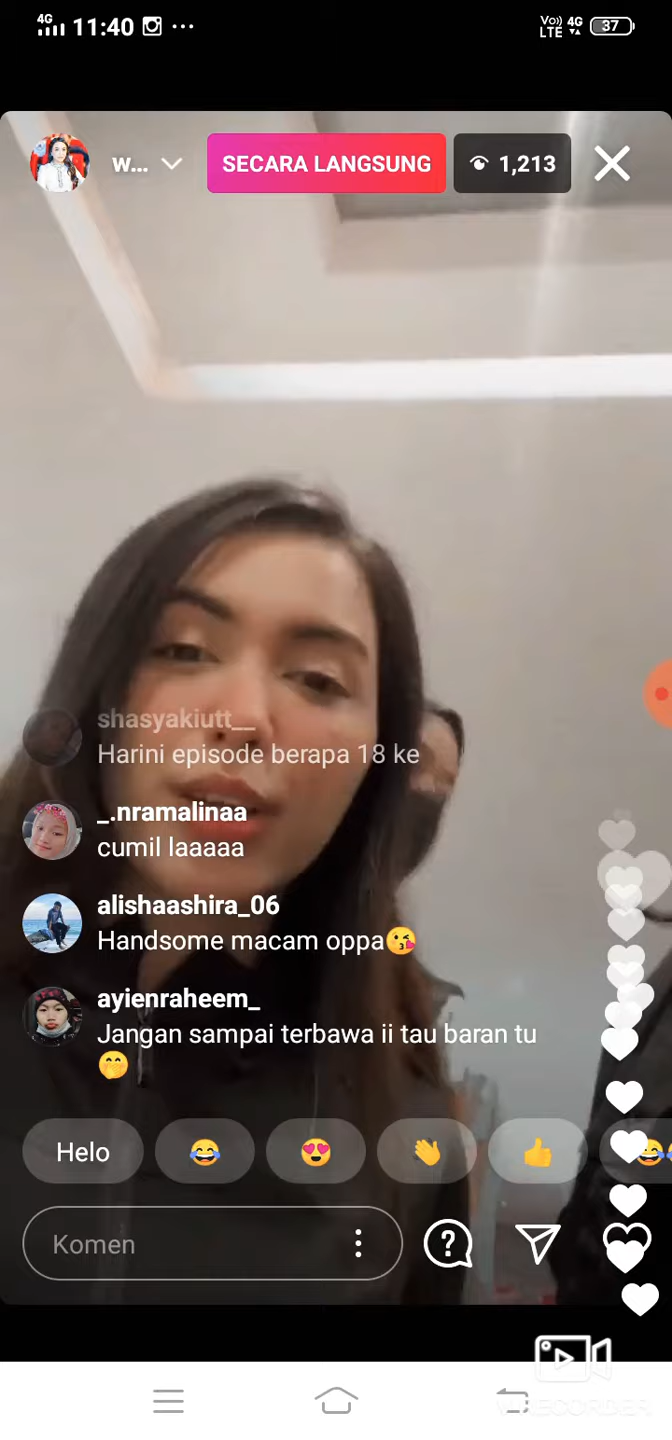 4G 11:40 Vo)) LTE 4G 37
w... SECARA LANGSUNG 1,213
shasyakiutt__
Harini episode berapa 18 ke
_.nramalinaa
cumil laaaaa
alishaashira_06
Handsome macam oppa😘
ayienraheem_
Jangan sampai terbawa ii tau baran tu
🤭
Helo 😂 😍 👏 👍 😂
Komen
RECORDER